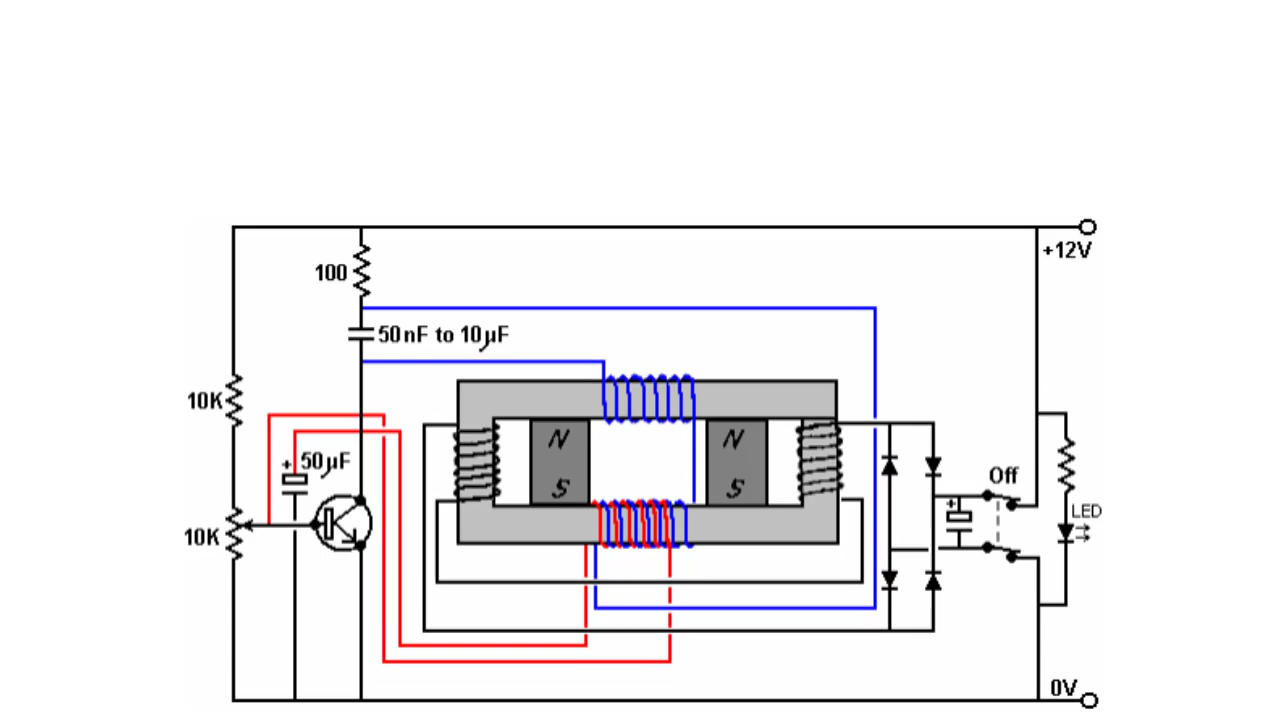 +12V
100
50nF to 10µF
10K
N
N
50µF
+
S
S
Off
+
LED
10K
0V